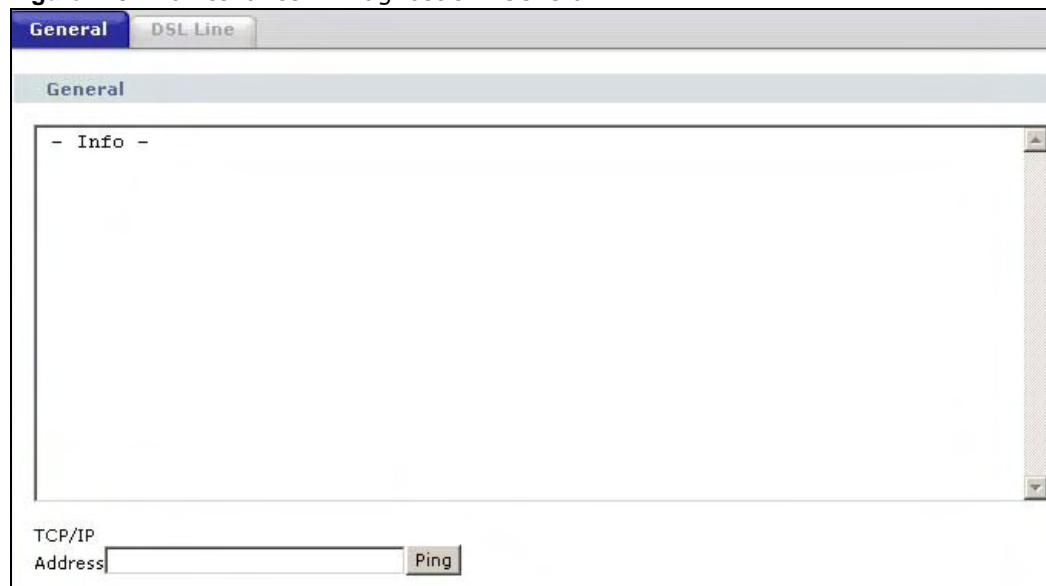 General DSL Line
General
- Info -
TCP/IP
Address Ping